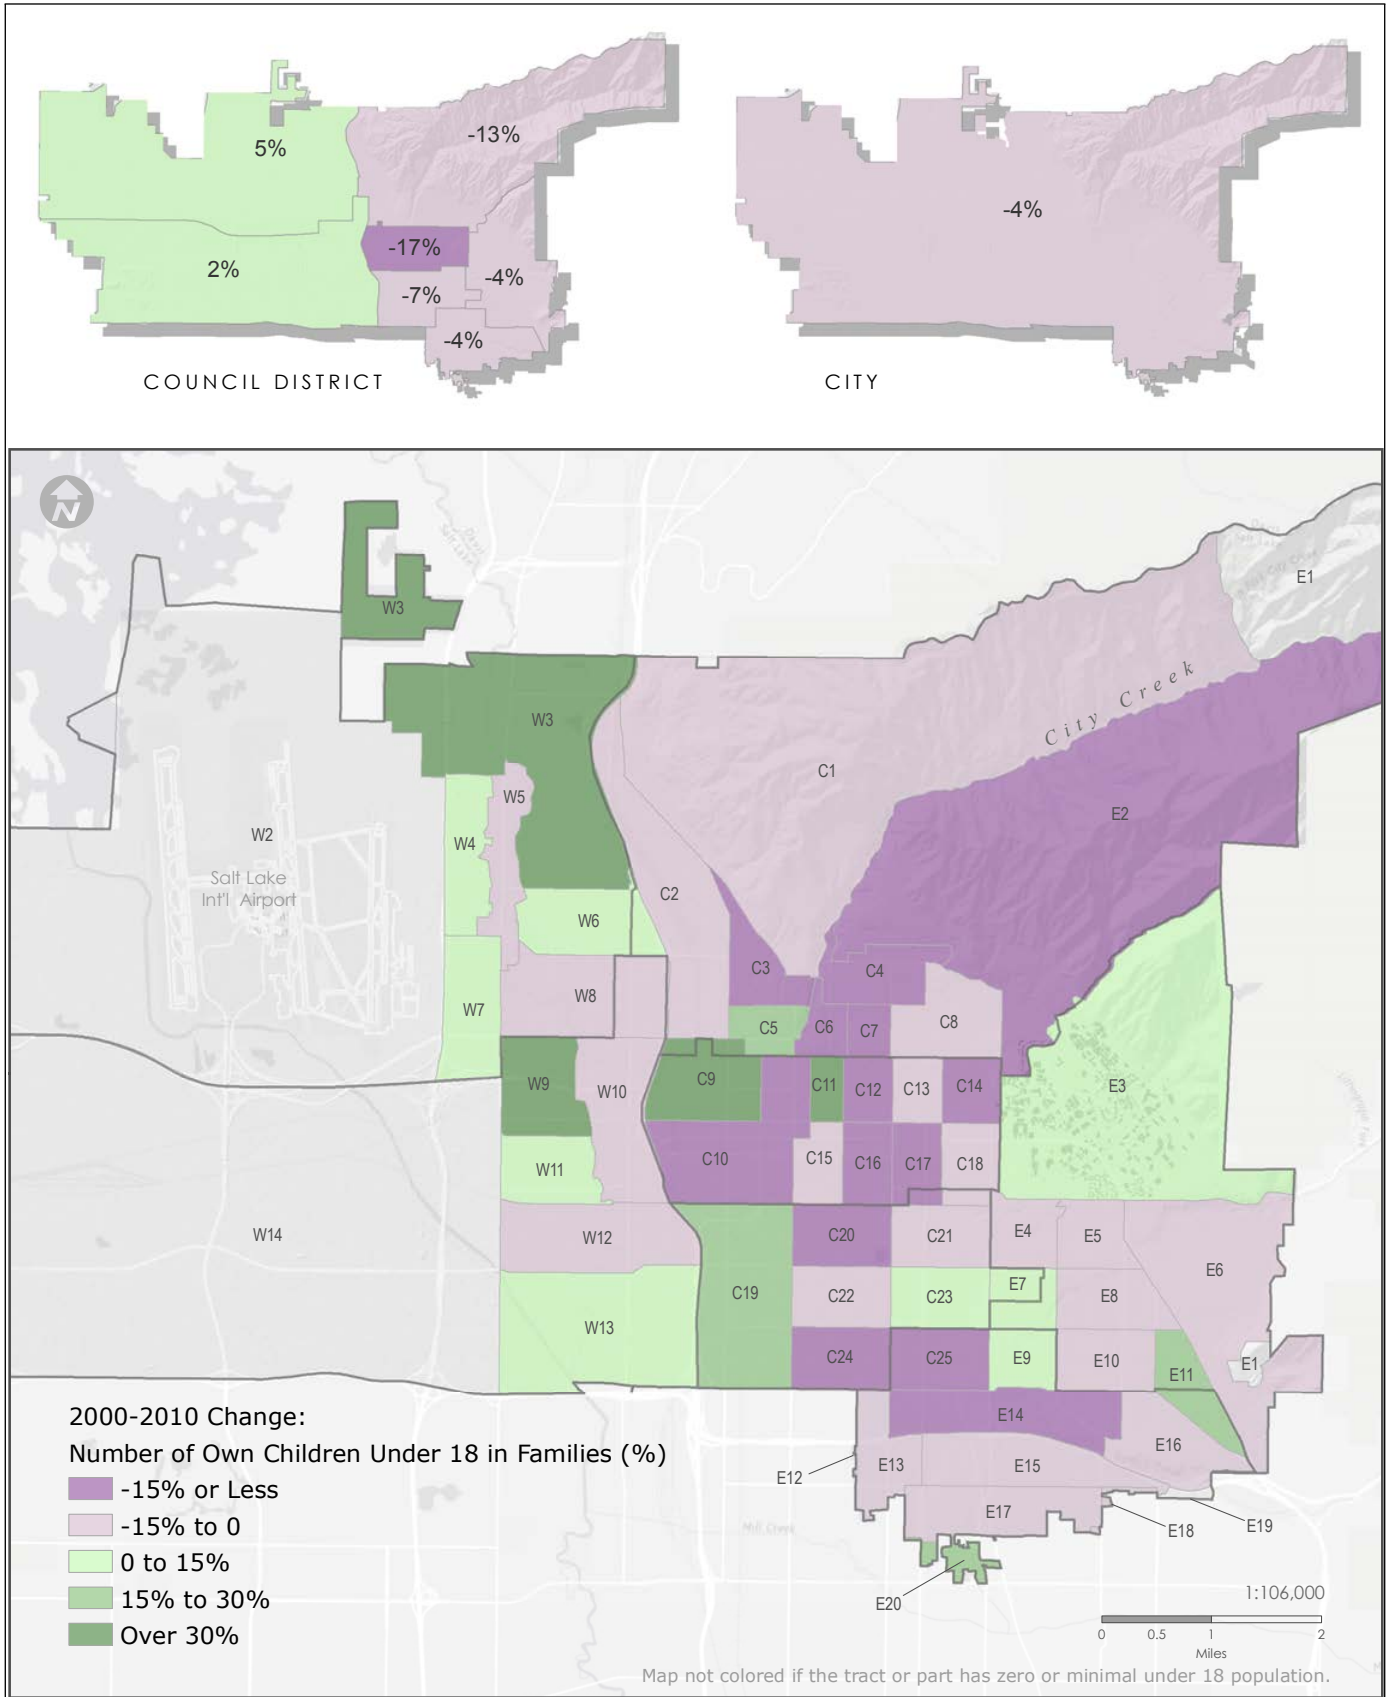 5%
-13%
-17%
2%
-4%
-7%
-4%
COUNCIL DISTRICT
-4%
CITY
N
E1
W3
City Creek
W3
C1
W5
E2
W2
W4
Salt Lake
Int'l Airport
C2
W6
C3
C4
W8
W7
C5
C6
C7
C8
W9
W10
C9
C11
C12
C13
C14
E3
W11
C10
C15
C16
C17
C18
W14
W12
C20
C21
E4
E5
E6
C19
C22
C23
E7
E8
W13
C24
C25
E9
E10
E11
E1
2000-2010 Change:
Number of Own Children Under 18 in Families (%)
-15% or Less
-15% to 0
0 to 15%
15% to 30%
Over 30%
E14
E16
E12
E13
E15
E17
E18
E19
Mill Creek
E20
1:106,000
0 0.5 1 2
Miles
Map not colored if the tract or part has zero or minimal under 18 population.